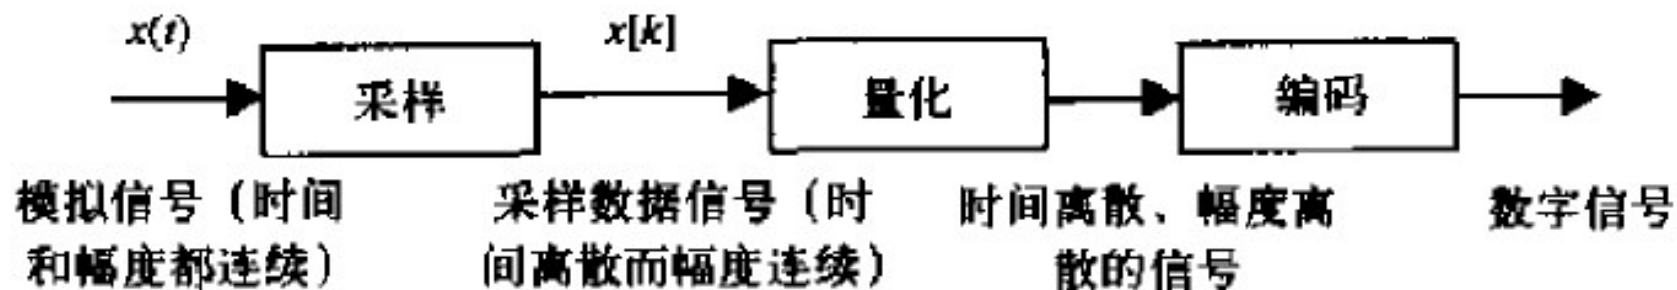 x(t)
x[k]
采样
量化
编码
模拟信号（时间
和幅度都连续）
采样数据信号（时
间离散而幅度连续）
时间离散、幅度离
散的信号
数字信号